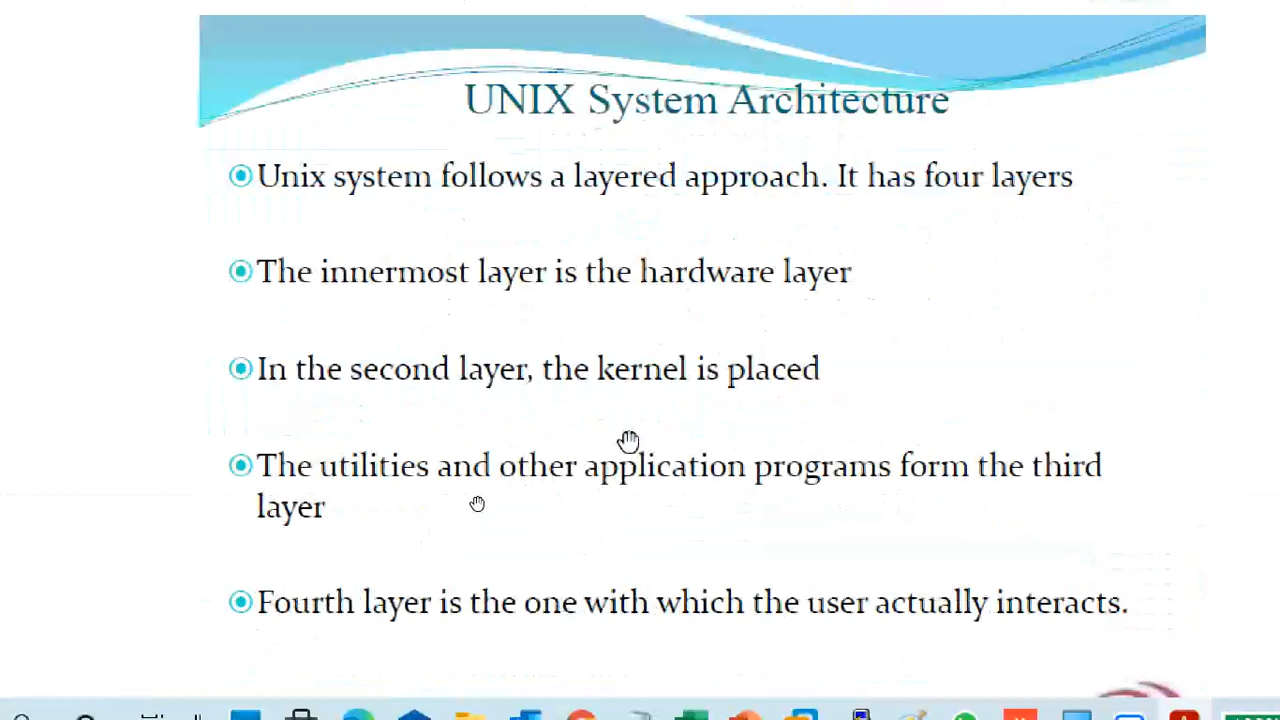 UNIX System Architecture
Unix system follows a layered approach. It has four layers
The innermost layer is the hardware layer
In the second layer, the kernel is placed
The utilities and other application programs form the third
layer
Fourth layer is the one with which the user actually interacts.